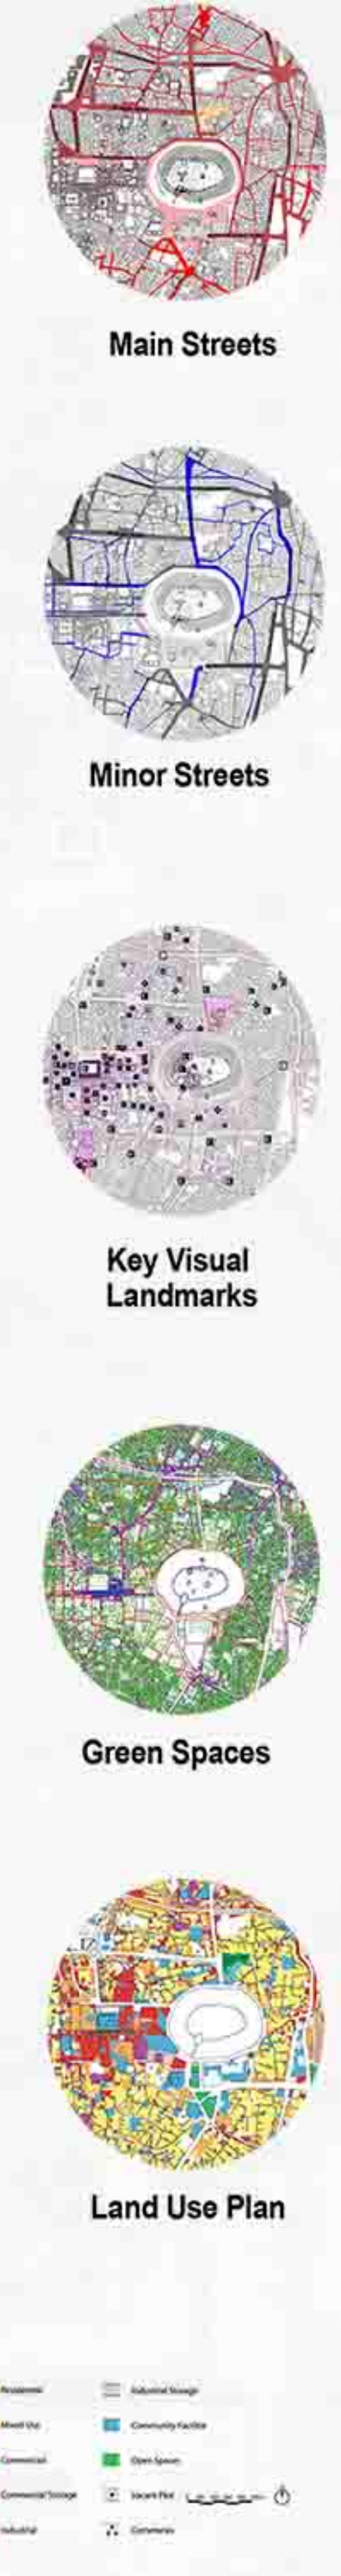 Main Streets
Minor Streets
Key Visual
Landmarks
Green Spaces
Land Use Plan
Residential
Industrial Storage
Mixed Use
Community Facilities
Commercial
Open Spaces
Commercial Storage
Vacant Plot
Industrial